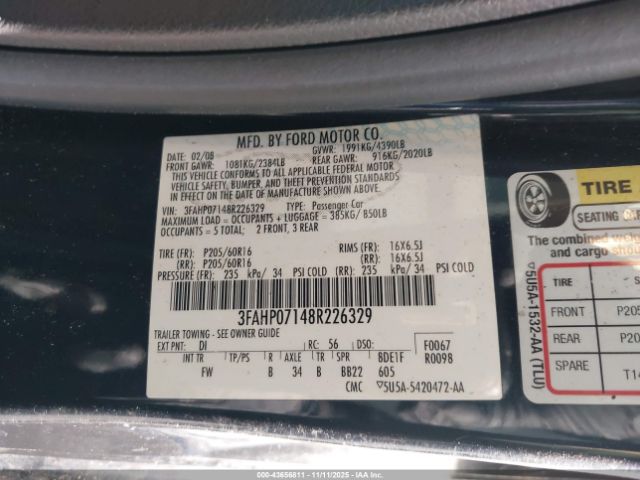 MFD. BY FORD MOTOR CO.
DATE: 02/08 GVWR: 1991KG/4390LB
FRONT GAWR: 1081KG/2384LB REAR GAWR: 916KG/2020LB
THIS VEHICLE CONFORMS TO ALL APPLICABLE FEDERAL MOTOR
VEHICLE SAFETY, BUMPER, AND THEFT PREVENTION STANDARDS
IN EFFECT ON THE DATE OF MANUFACTURE SHOWN ABOVE.
VIN: 3FAHP07148R226329 TYPE: Passenger Car
MAXIMUM LOAD = OCCUPANTS + LUGGAGE = 385KG/ 850LB
OCCUPANTS = 5 TOTAL; 2 FRONT, 3 REAR
TIRE (FR): P205/60R16 RIMS (FR): 16X6.5J
(RR): P205/60R16 (RR): 16X6.5J
PRESSURE (FR): 235 kPa/ 34 PSI COLD (RR): 235 kPa/ 34 PSI COLD
3FAHP07148R226329
TRAILER TOWING - SEE OWNER GUIDE
EXT PNT: DI RC: 56 DSO: F0067
INT TR TP/PS R AXLE TR SPR BDE1F R0098
FW B 34 B BB22 605
CMC 5U5A-5420472-AA
TIRE
SEATING
The combined
and cargo
5U5A-1532-AA (TLU)
TIRE
FRONT P205
REAR P20
SPARE T14
000-43656811 - 11/11/2025 - IAA, Inc.